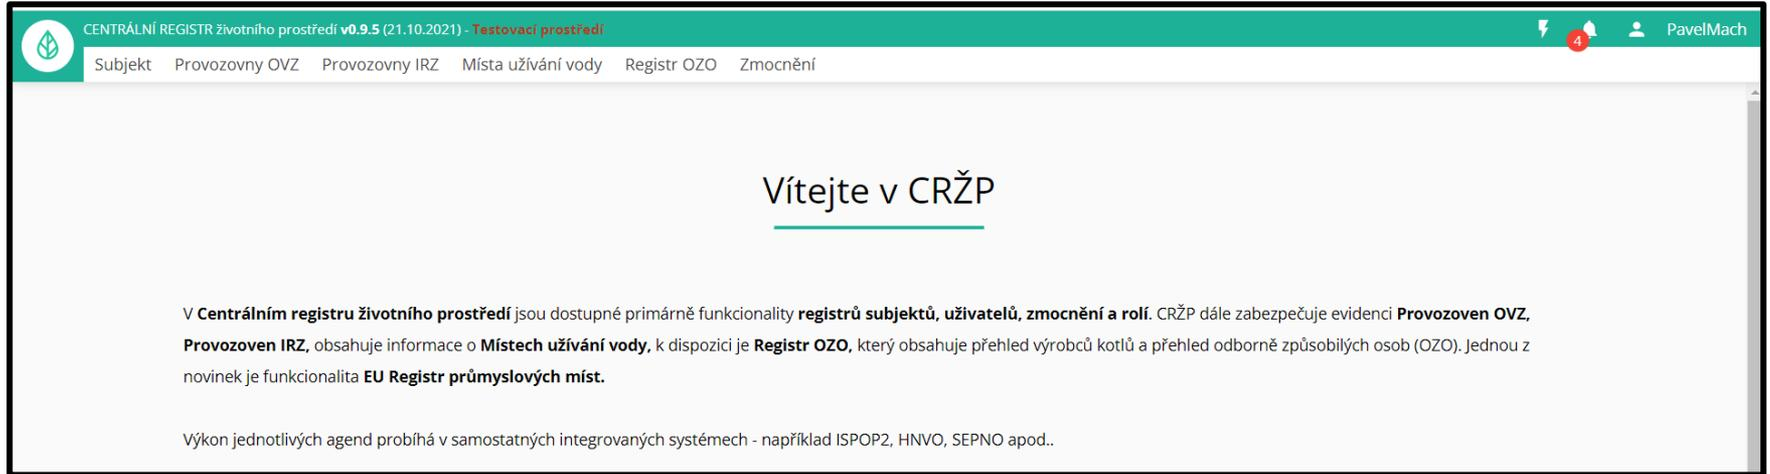 CENTRÁLNÍ REGISTR životního prostředí v0.9.5 (21.10.2021) - Testovací prostředí
4
PavelMach
Subjekt Provozovny OVZ Provozovny IRZ Místa užívání vody Registr OZO Zmocnění
Vítejte v CRŽP
V Centrálním registru životního prostředí jsou dostupné primárně funkcionality registrů subjektů, uživatelů, zmocnění a rolí. CRŽP dále zabezpečuje evidenci Provozoven OVZ,
Provozoven IRZ, obsahuje informace o Místech užívání vody, k dispozici je Registr OZO, který obsahuje přehled výrobců kotlů a přehled odborně způsobilých osob (OZO). Jednou z
novinek je funkcionalita EU Registr průmyslových míst.
Výkon jednotlivých agend probíhá v samostatných integrovaných systémech - například ISPOP2, HNVO, SEPNO apod..